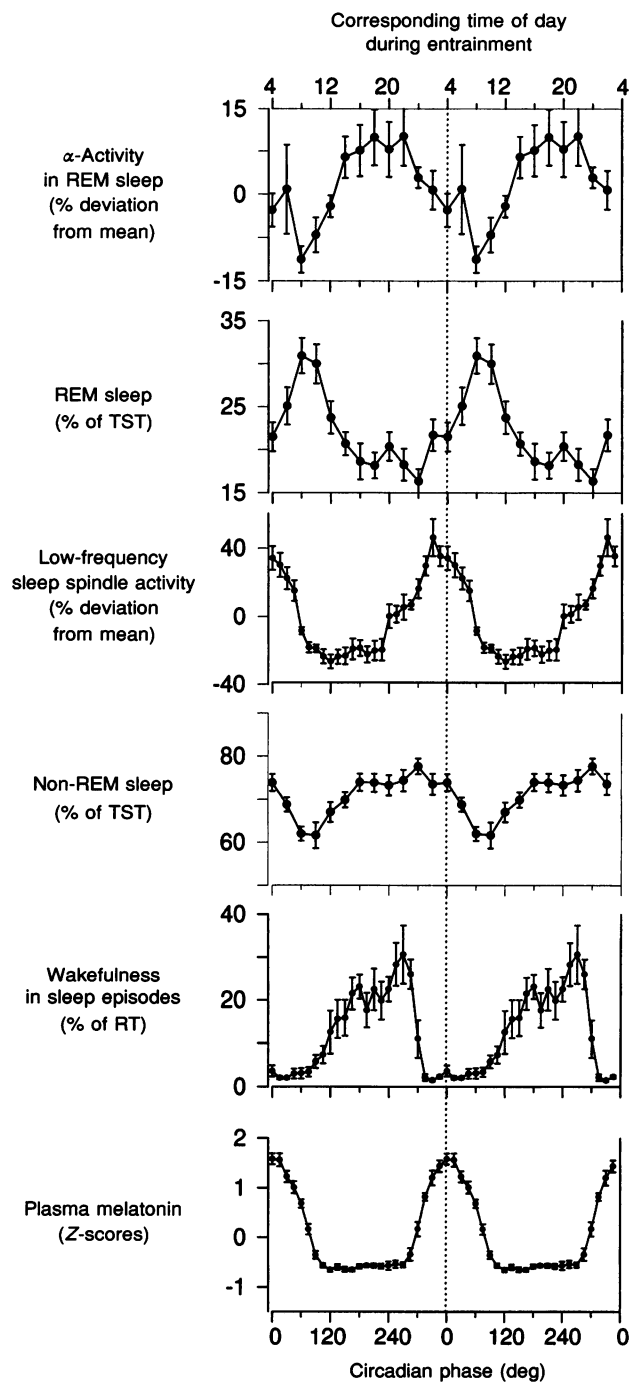 Corresponding time of day
during entrainment
4 12 20 4 12 20 4
α-Activity
in REM sleep
(% deviation
from mean)
15
0
-15
REM sleep
(% of TST)
35
25
15
Low-frequency
sleep spindle activity
(% deviation
from mean)
40
0
-40
Non-REM sleep
(% of TST)
80
60
Wakefulness
in sleep episodes
(% of RT)
40
20
0
Plasma melatonin
(Z-scores)
2
1
0
-1
0 120 240 0 120 240 0
Circadian phase (deg)